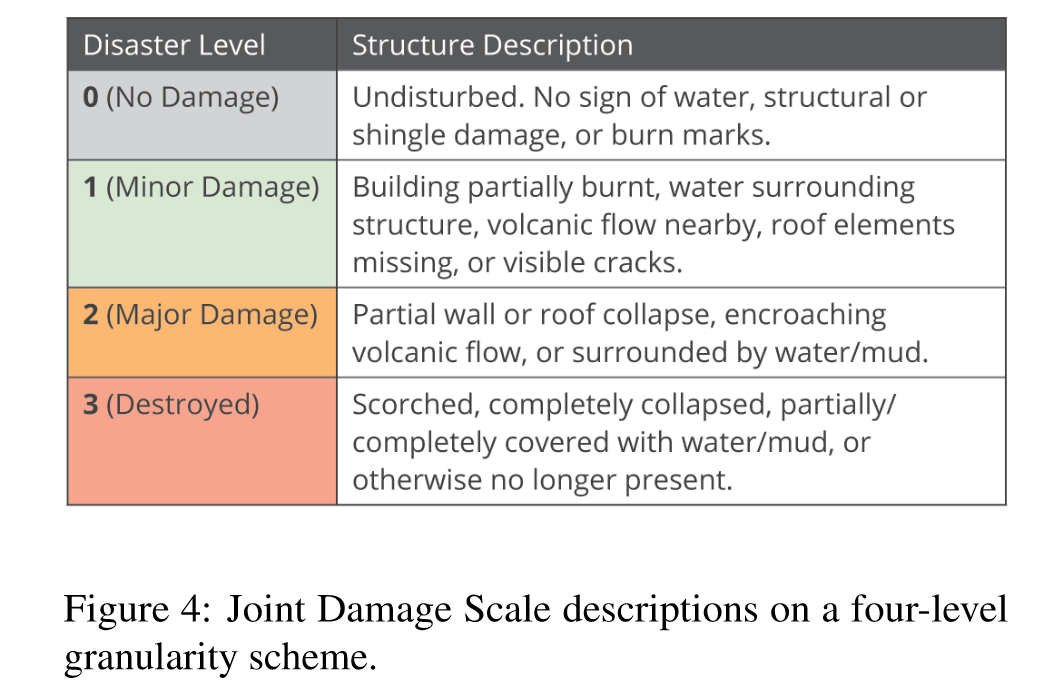 Disaster Level Structure Description
0 (No Damage) Undisturbed. No sign of water, structural or
shingle damage, or burn marks.
1 (Minor Damage) Building partially burnt, water surrounding
structure, volcanic flow nearby, roof elements
missing, or visible cracks.
2 (Major Damage) Partial wall or roof collapse, encroaching
volcanic flow, or surrounded by water/mud.
3 (Destroyed) Scorched, completely collapsed, partially/
completely covered with water/mud, or
otherwise no longer present.
Figure 4: Joint Damage Scale descriptions on a four-level
granularity scheme.